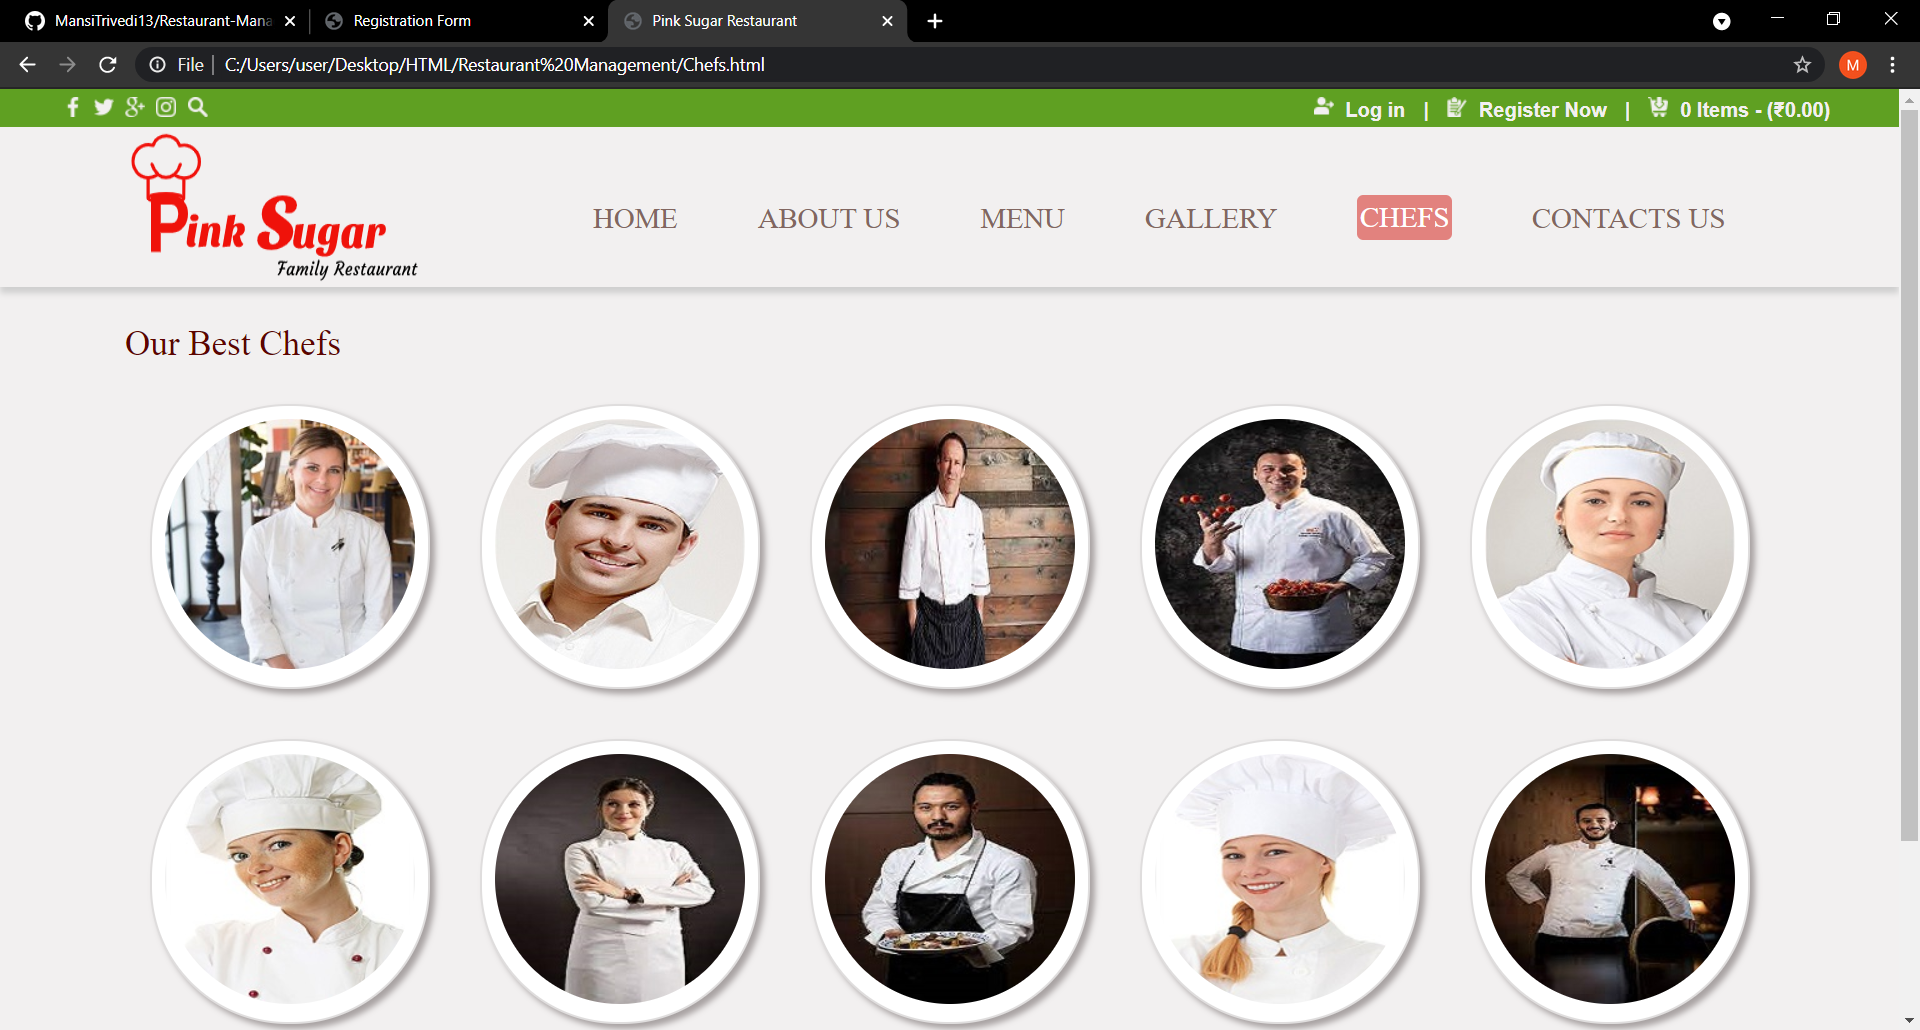 MansiTrivedi13/Restaurant-Mana
Registration Form
Pink Sugar Restaurant
File
C:/Users/user/Desktop/HTML/Restaurant%20Management/Chefs.html
M
Log in | Register Now | 0 Items - (₹0.00)
Pink Sugar
Family Restaurant
HOME
ABOUT US
MENU
GALLERY
CHEFS
CONTACTS US
Our Best Chefs